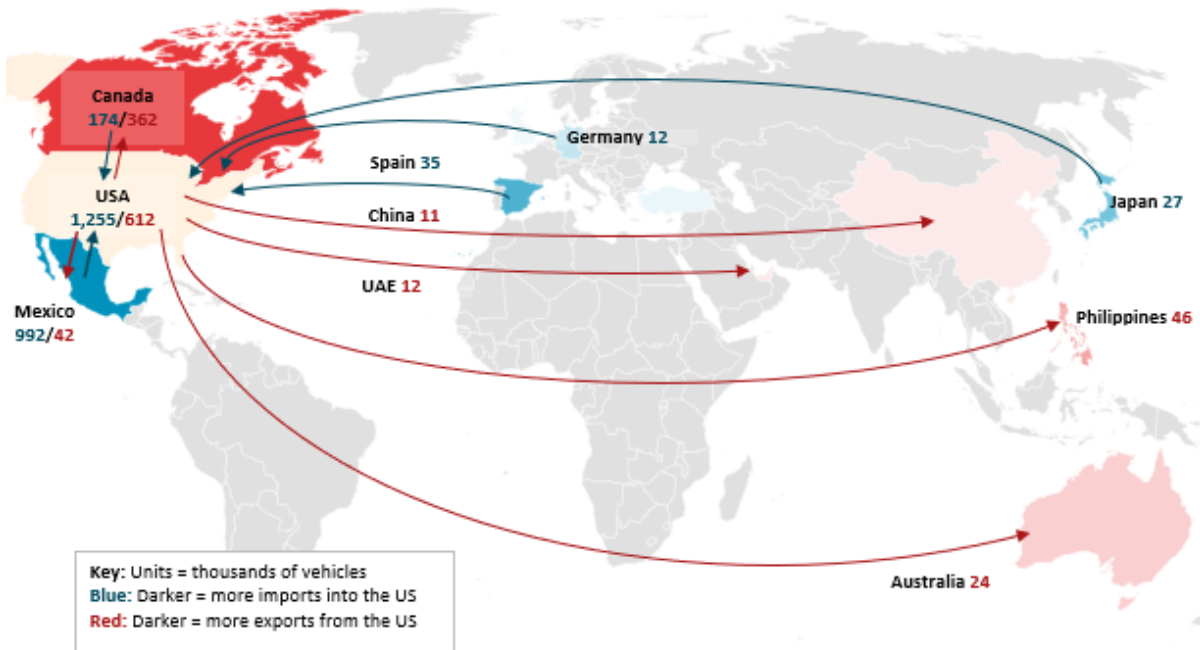 Canada
174/362
Germany 12
Spain 35
USA
1,255/612
China 11
Japan 27
UAE 12
Mexico
992/42
Philippines 46
Key: Units = thousands of vehicles
Blue: Darker = more imports into the US
Red: Darker = more exports from the US
Australia 24